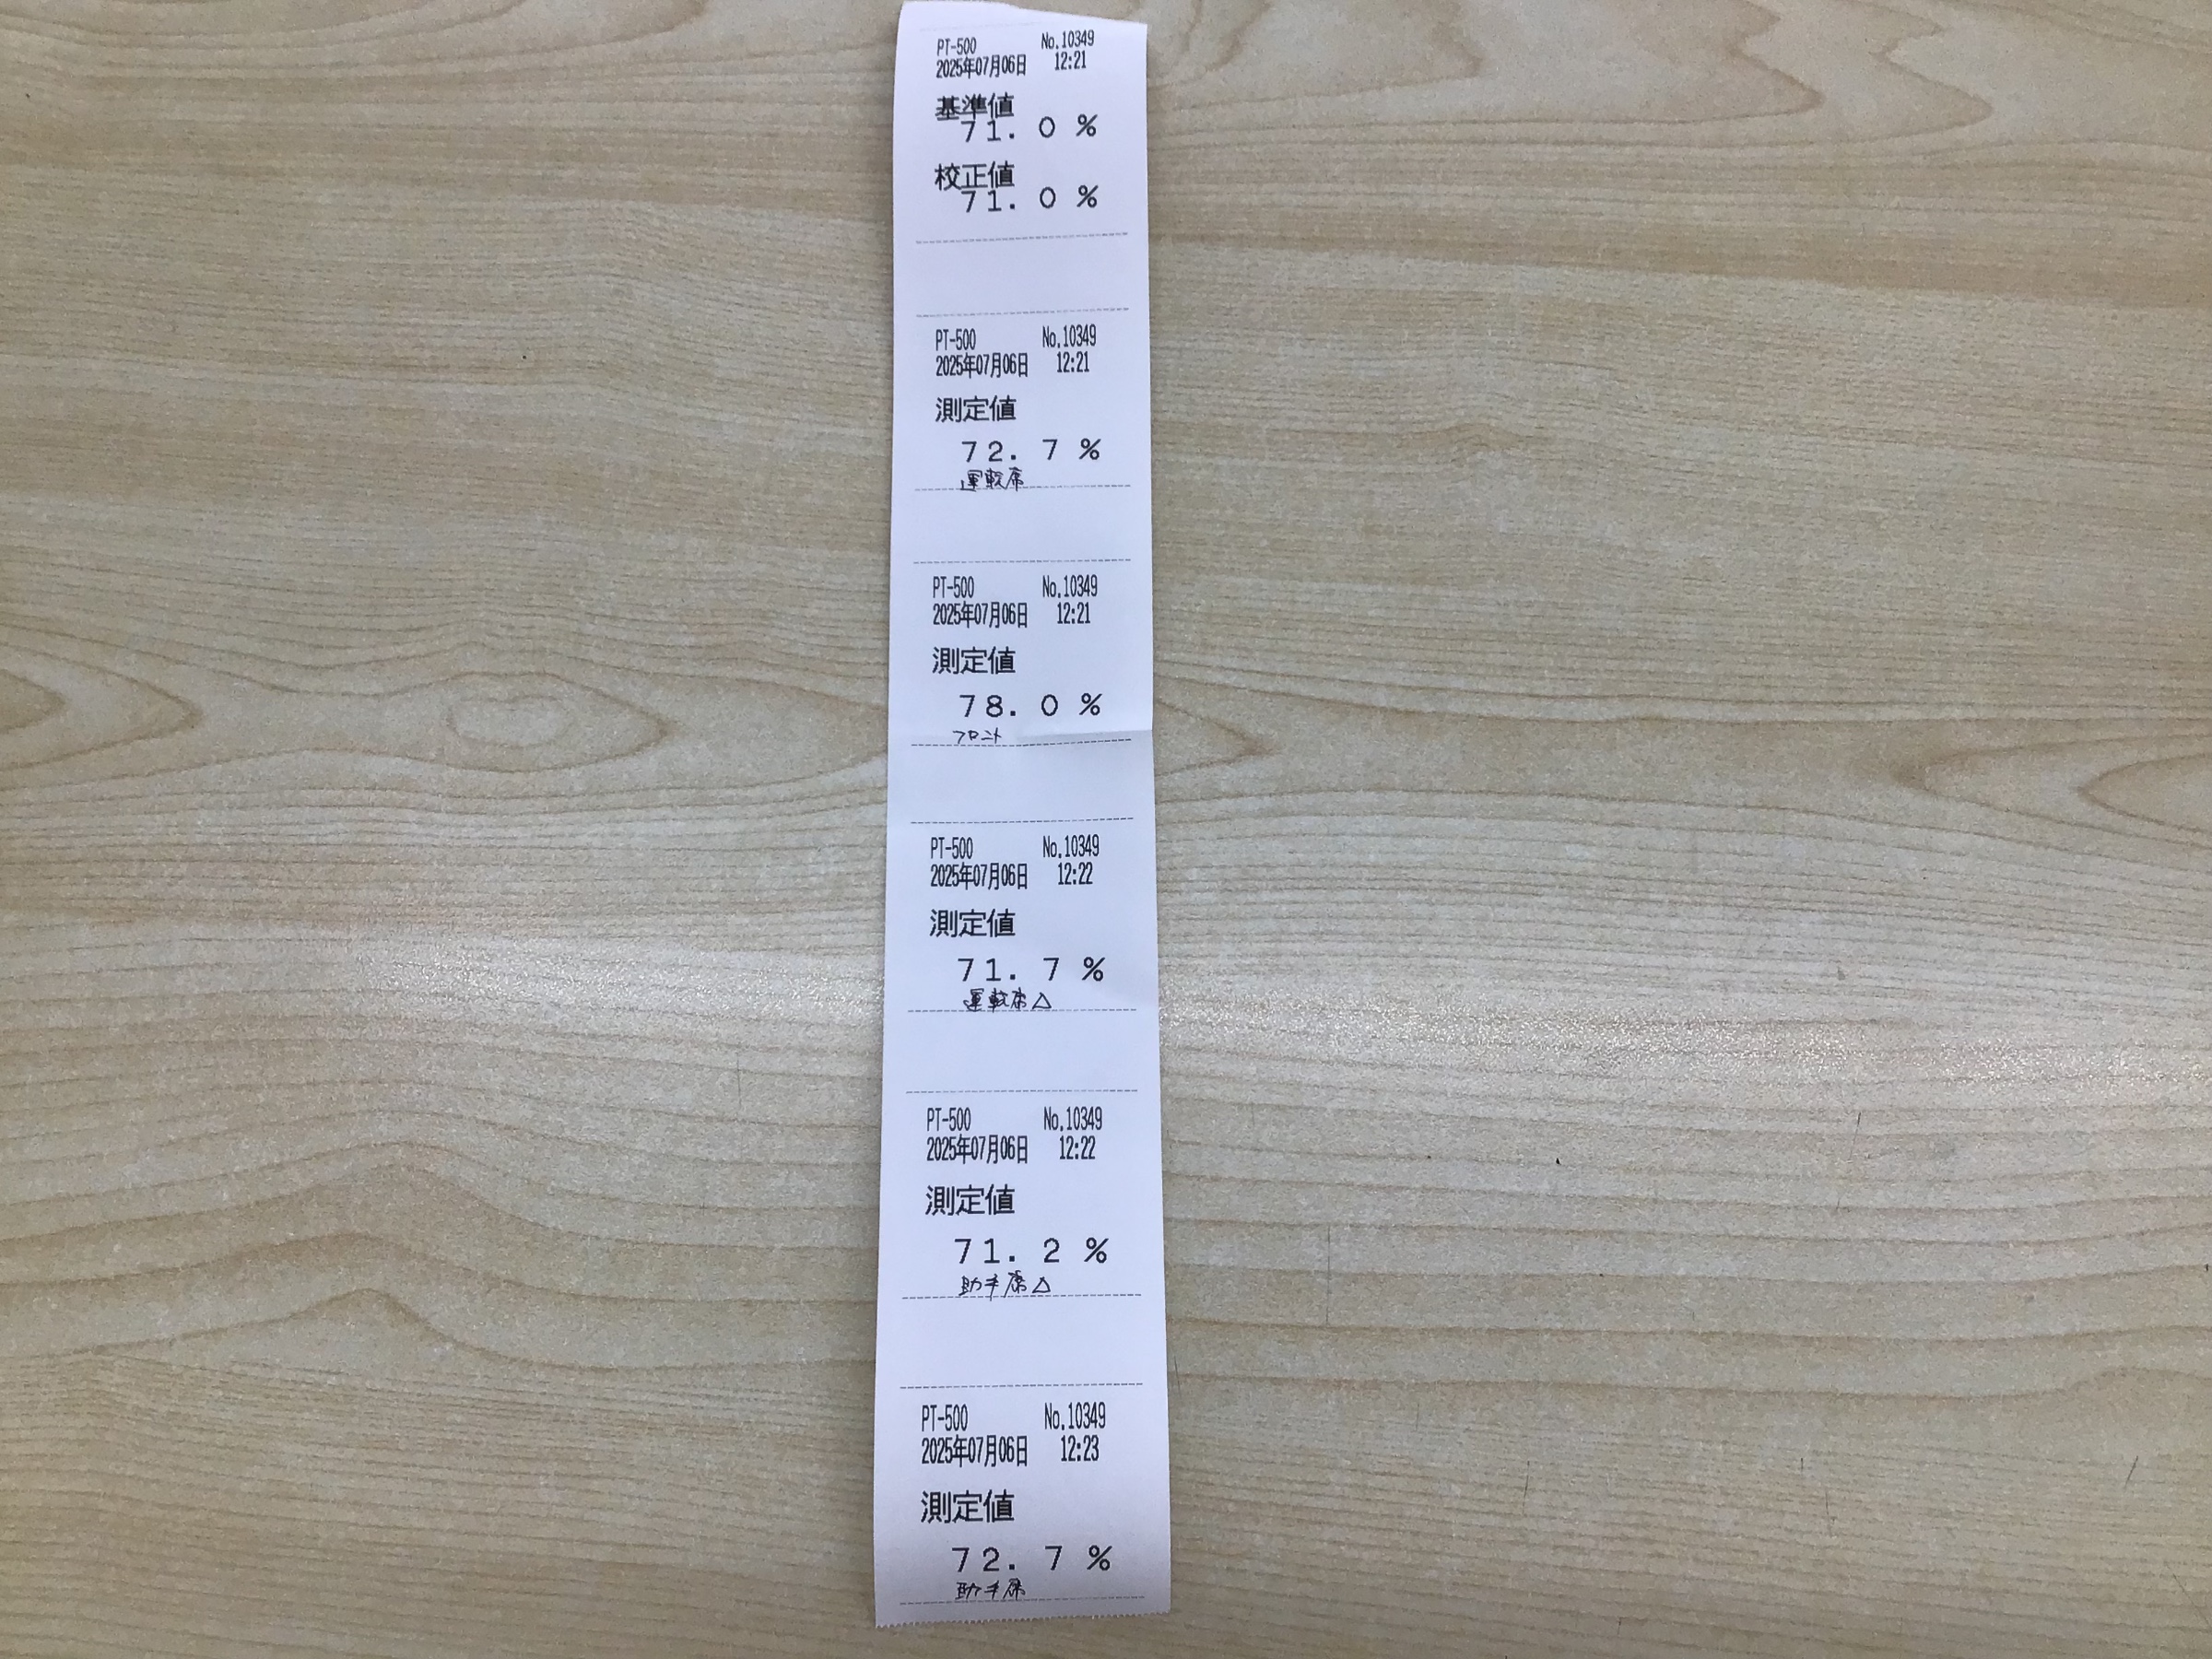 PT-500 No.10349
2025年07月06日 12:21
基準値
71.0 %
校正値
71.0 %
PT-500 No.10349
2025年07月06日 12:21
測定値
72.7 %
運転席
PT-500 No.10349
2025年07月06日 12:21
測定値
78.0 %
フロント
PT-500 No.10349
2025年07月06日 12:22
測定値
71.7 %
運転席△
PT-500 No.10349
2025年07月06日 12:22
測定値
71.2 %
助手席△
PT-500 No.10349
2025年07月06日 12:23
測定値
72.7 %
助手席